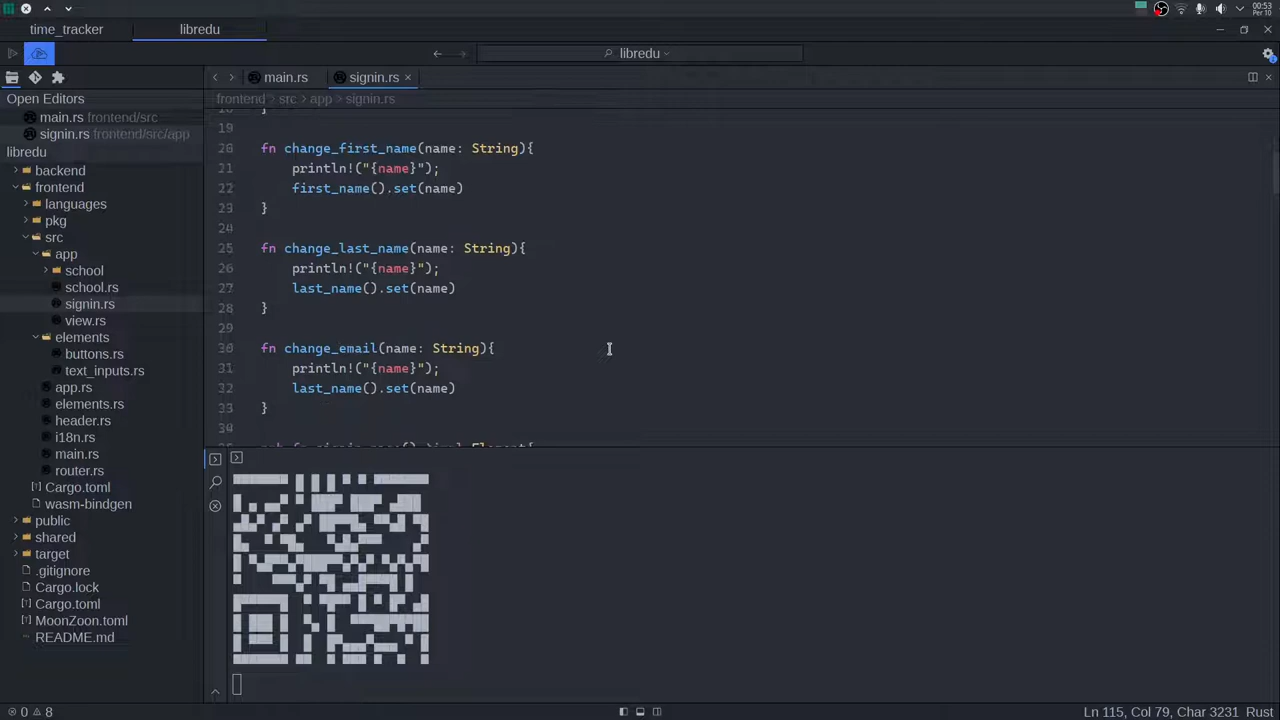 00:53
Per 10
time_tracker
libredu
libredu
main.rs
signin.rs
Open Editors
frontend
src
app
signin.rs
main.rs frontend/src
signin.rs frontend/src/app
libredu
backend
frontend
languages
pkg
src
app
school
school.rs
signin.rs
view.rs
elements
buttons.rs
text_inputs.rs
app.rs
elements.rs
header.rs
i18n.rs
main.rs
router.rs
Cargo.toml
wasm-bindgen
public
shared
target
.gitignore
Cargo.lock
Cargo.toml
MoonZoon.toml
README.md
19
20 fn change_first_name(name: String){
21 println!("{name}");
22 first_name().set(name)
23 }
24
25 fn change_last_name(name: String){
26 println!("{name}");
27 last_name().set(name)
28 }
29
30 fn change_email(name: String){
31 println!("{name}");
32 last_name().set(name)
33 }
34
0 8
Ln 115, Col 79, Char 3231 Rust